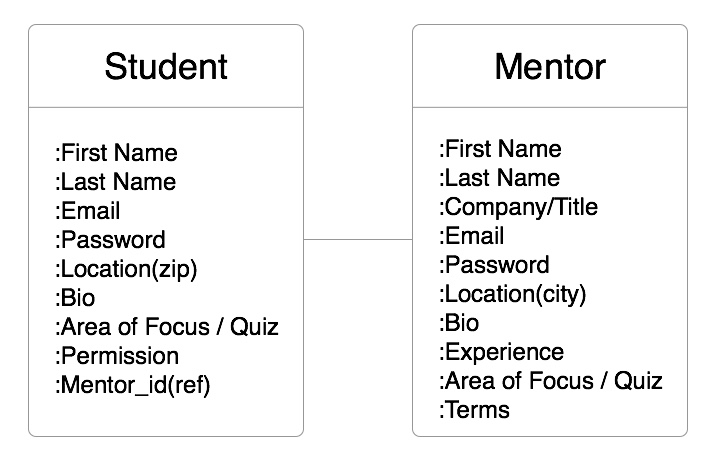 Student
:First Name
:Last Name
:Email
:Password
:Location(zip)
:Bio
:Area of Focus / Quiz
:Permission
:Mentor_id(ref)
Mentor
:First Name
:Last Name
:Company/Title
:Email
:Password
:Location(city)
:Bio
:Experience
:Area of Focus / Quiz
:Terms